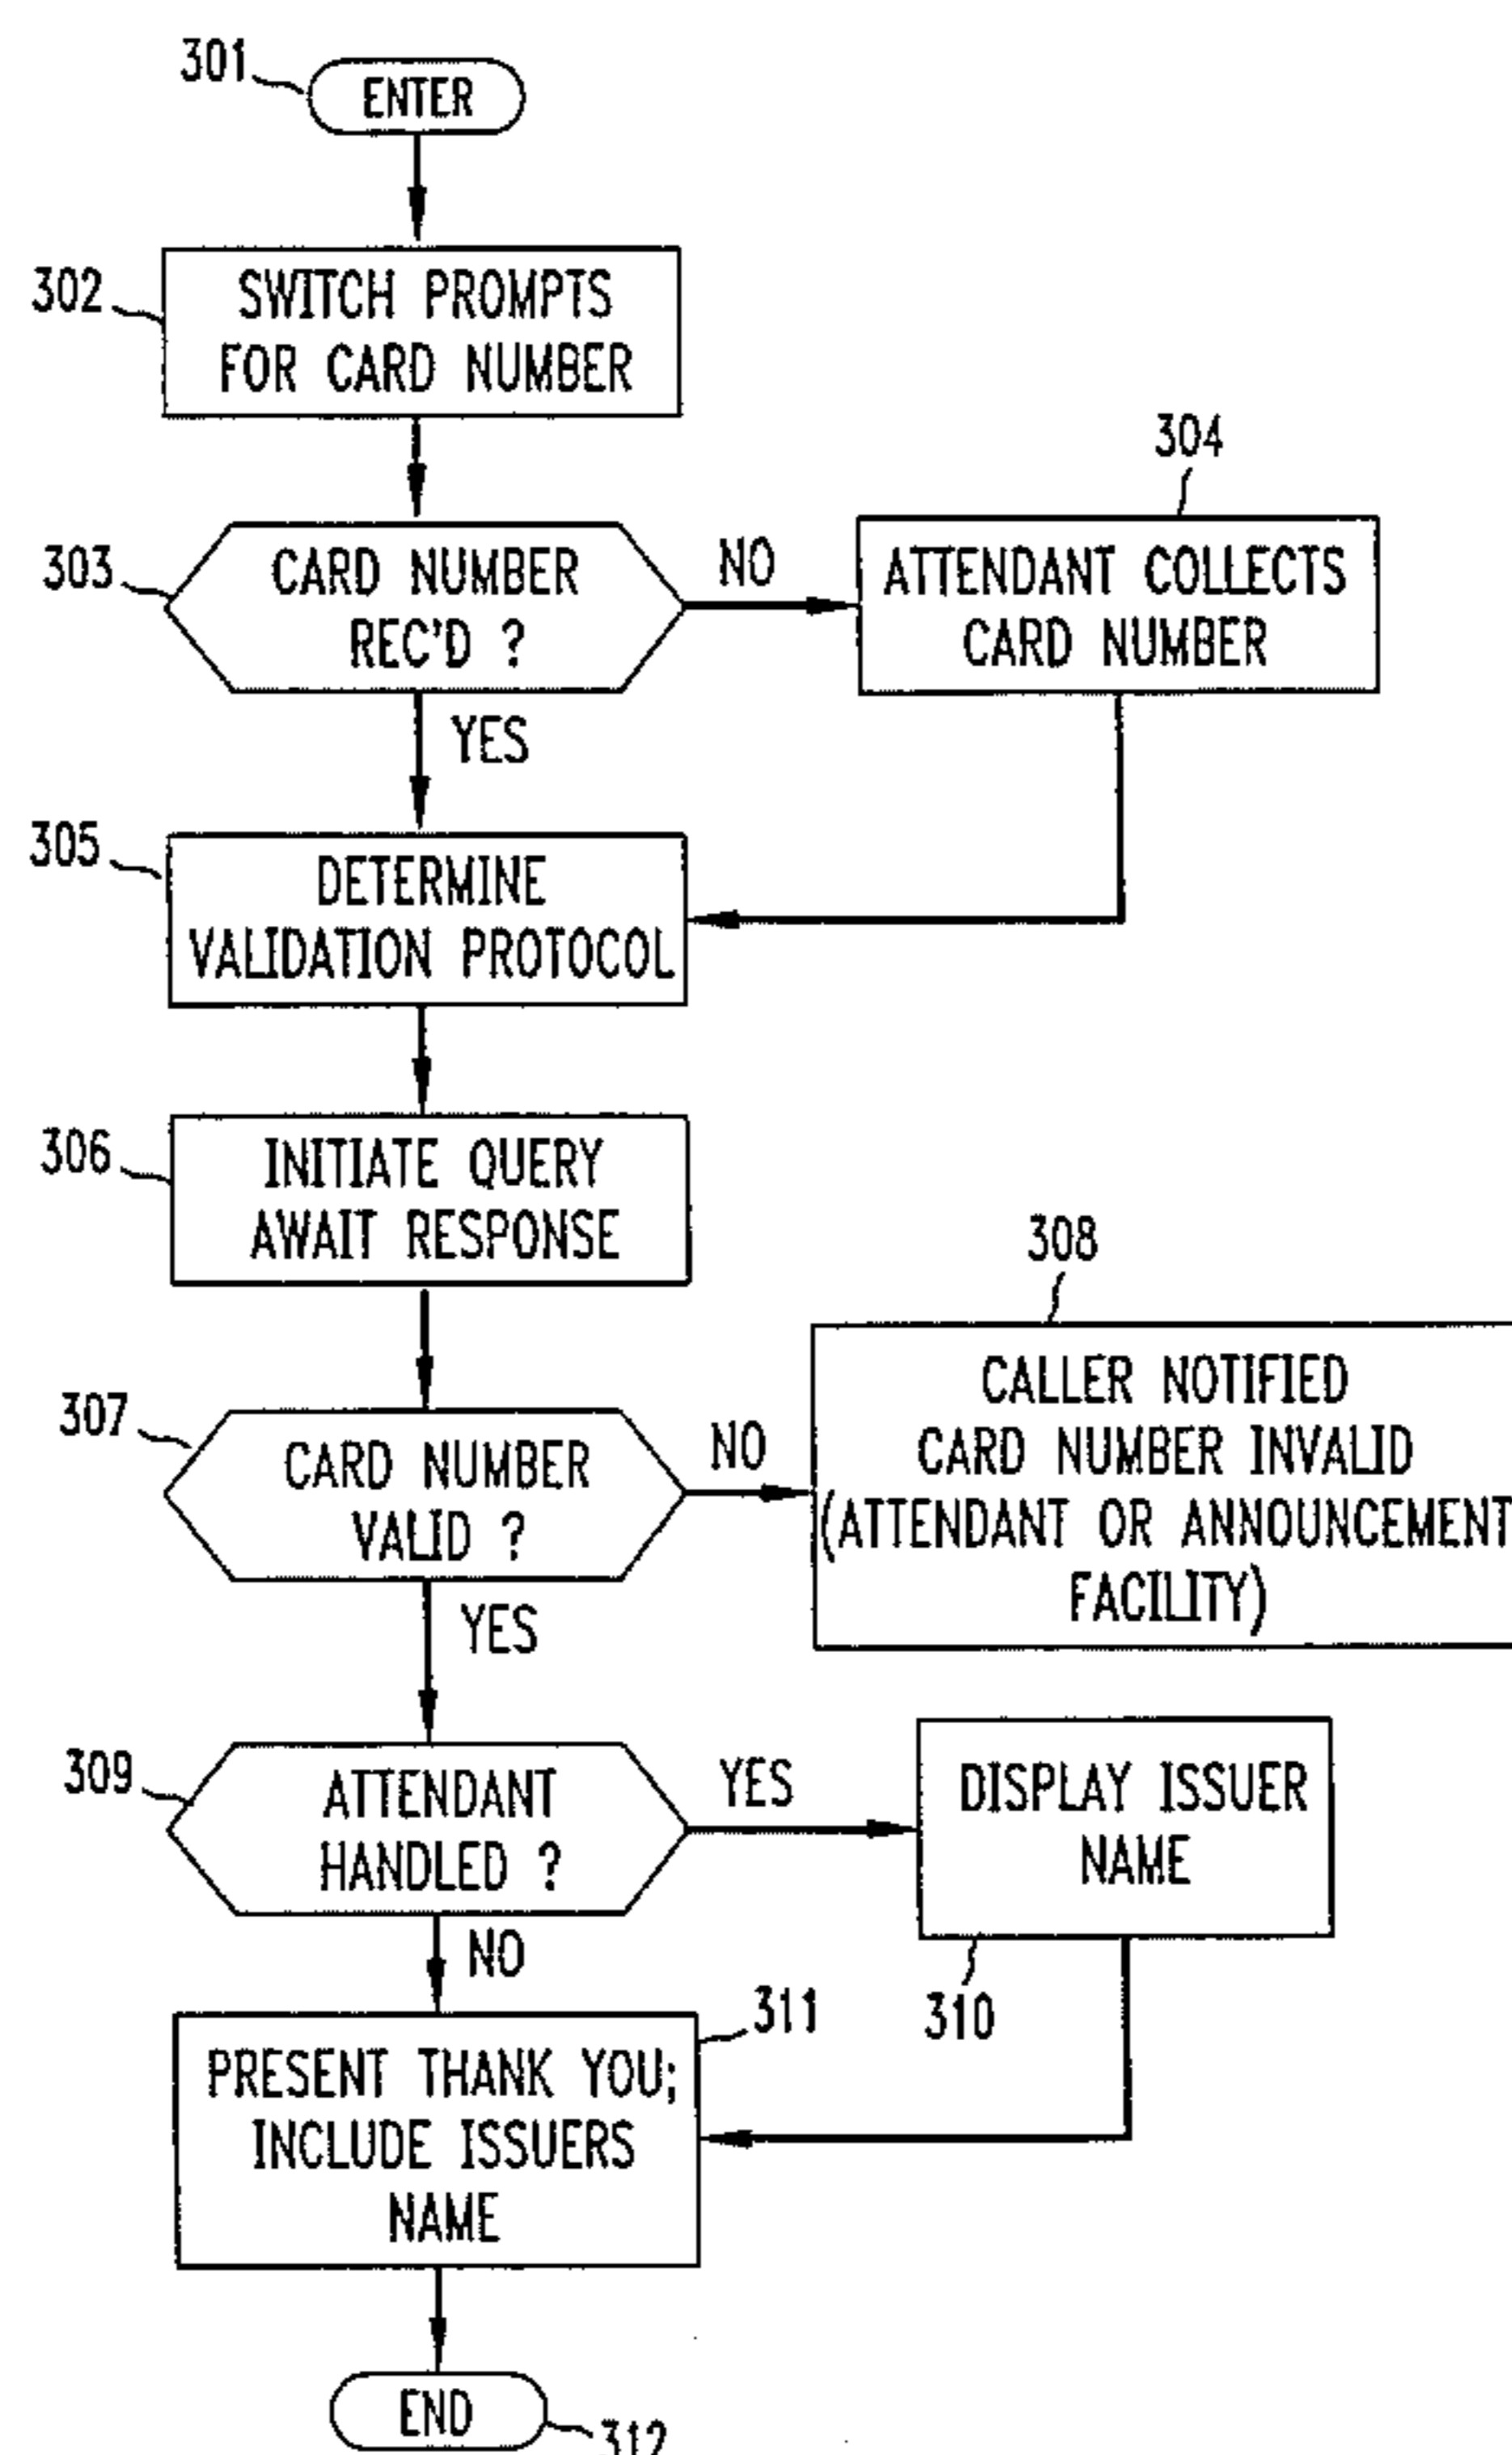 301
ENTER
302
SWITCH PROMPTS
FOR CARD NUMBER
303
CARD NUMBER
REC'D ?
NO
304
ATTENDANT COLLECTS
CARD NUMBER
YES
305
DETERMINE
VALIDATION PROTOCOL
306
INITIATE QUERY
AWAIT RESPONSE
307
CARD NUMBER
VALID ?
NO
308
CALLER NOTIFIED
CARD NUMBER INVALID
(ATTENDANT OR ANNOUNCEMENT
FACILITY)
YES
309
ATTENDANT
HANDLED ?
YES
DISPLAY ISSUER
NAME
310
NO
311
PRESENT THANK YOU;
INCLUDE ISSUERS
NAME
END
312